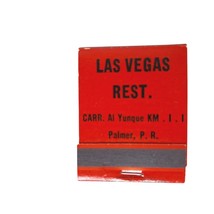 LAS VEGAS
REST.
CARR. Al Yunque KM . 1 . 1
Palmer, P. R.